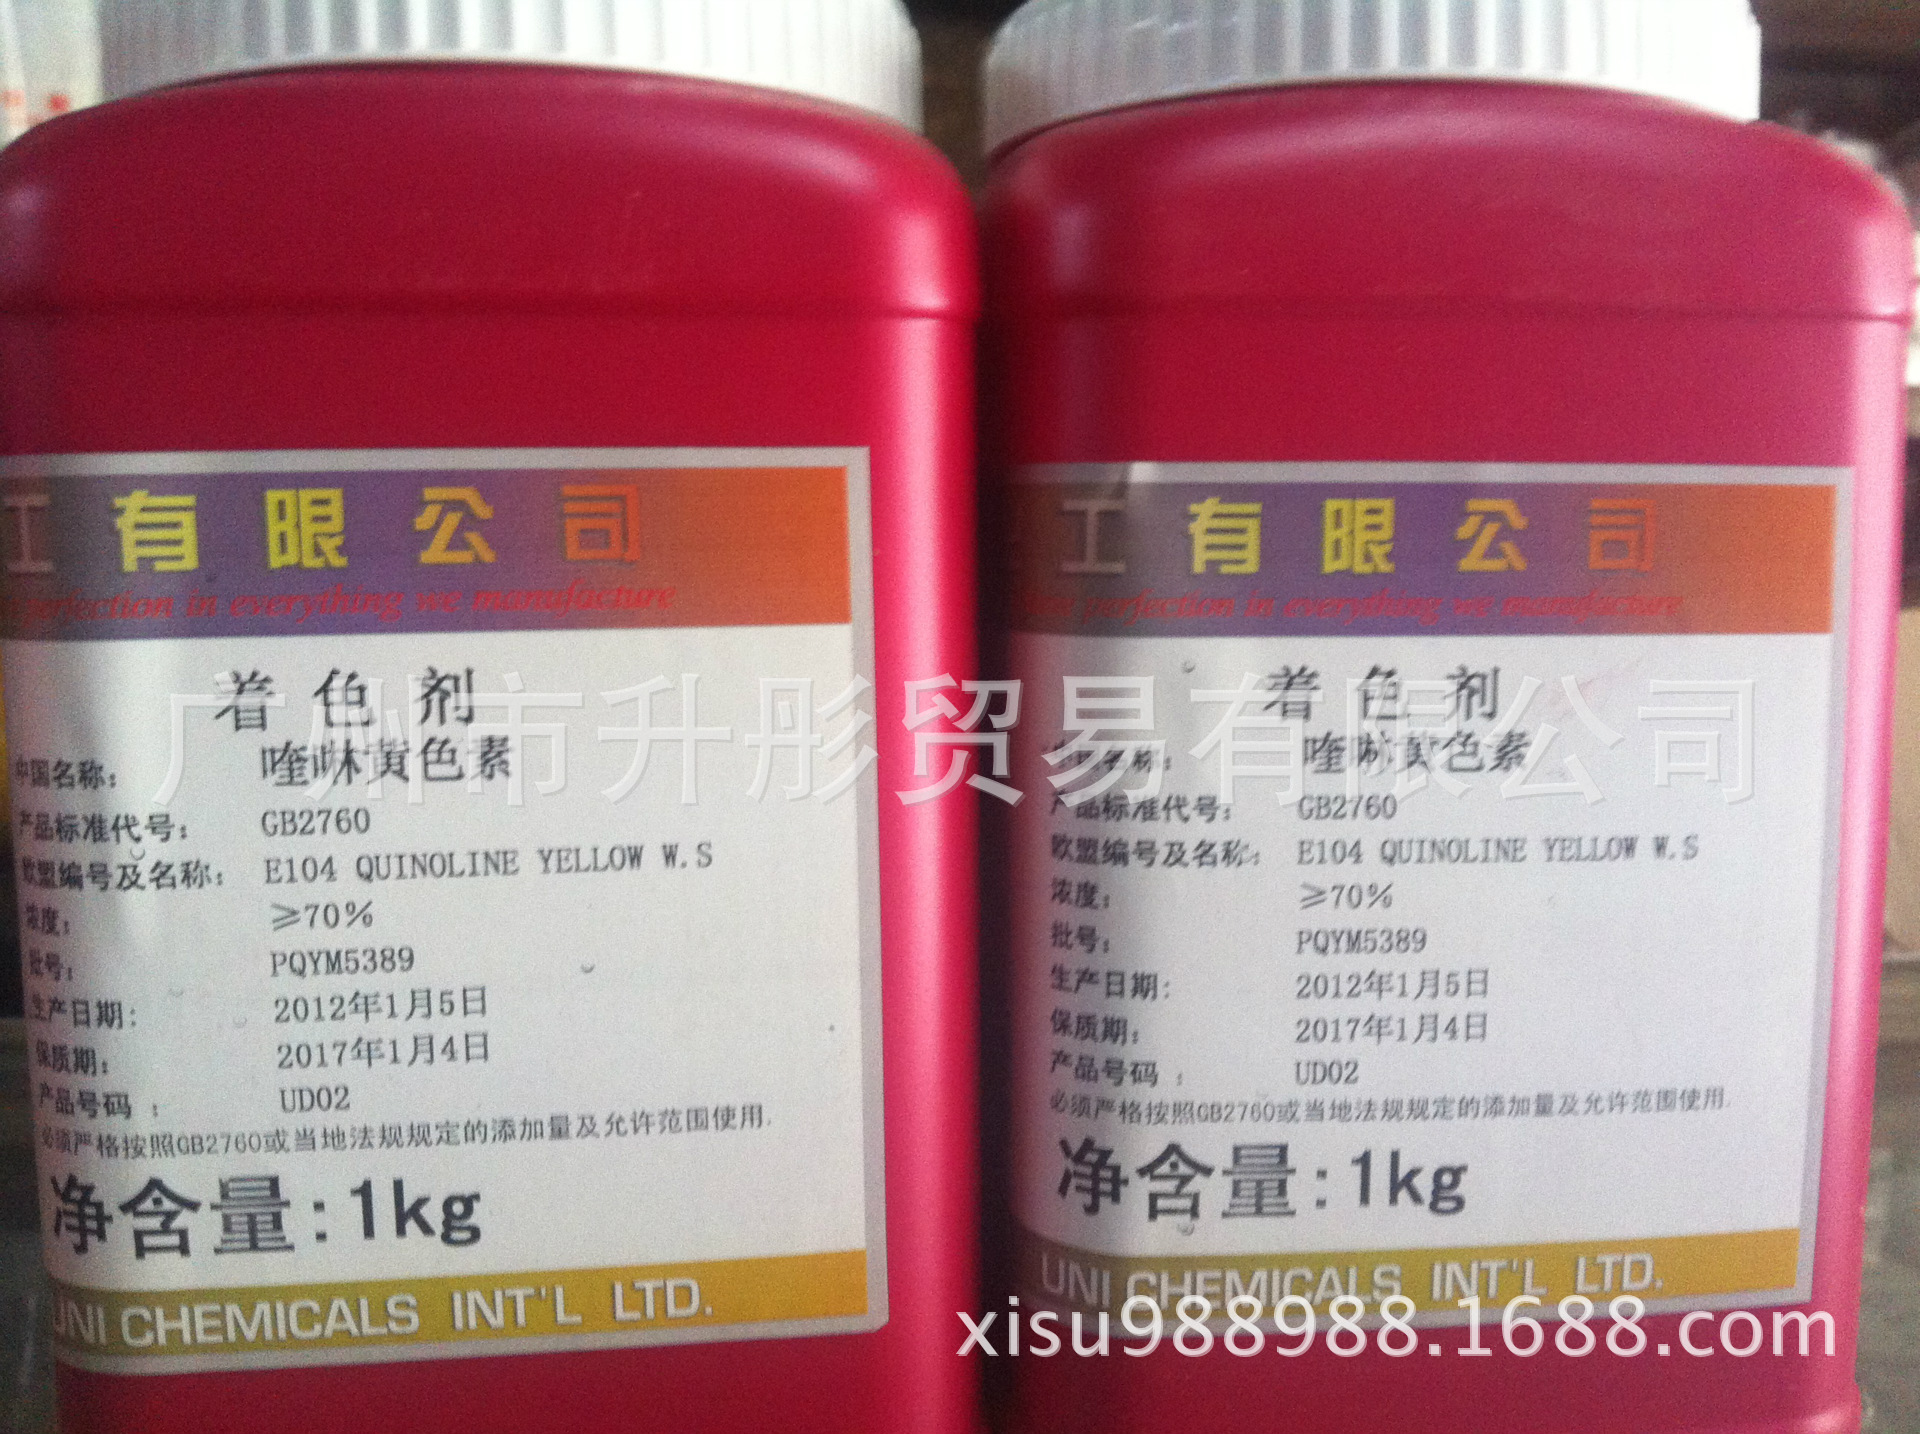 工有限公司
perfection in everything we manufacture
着色剂
中国名称： 喹啉黄色素
产品标准代号： GB2760
欧盟编号及名称： E104 QUINOLINE YELLOW W.S
浓度： ≥70%
批号： PQYM5389
生产日期： 2012年1月5日
保质期： 2017年1月4日
产品号码： UD02
必须严格按照GB2760或当地法规规定的添加量及允许范围使用.
净含量:1kg
UNI CHEMICALS INT'L LTD.
工有限公司
perfection in everything we manufacture
着色剂
中国名称： 喹啉黄色素
产品标准代号： GB2760
欧盟编号及名称： E104 QUINOLINE YELLOW W.S
浓度： ≥70%
批号： PQYM5389
生产日期： 2012年1月5日
保质期： 2017年1月4日
产品号码： UD02
必须严格按照GB2760或当地法规规定的添加量及允许范围使用.
净含量:1kg
UNI CHEMICALS INT'L LTD.
广州市升彤贸易有限公司
xisu988988.1688.com